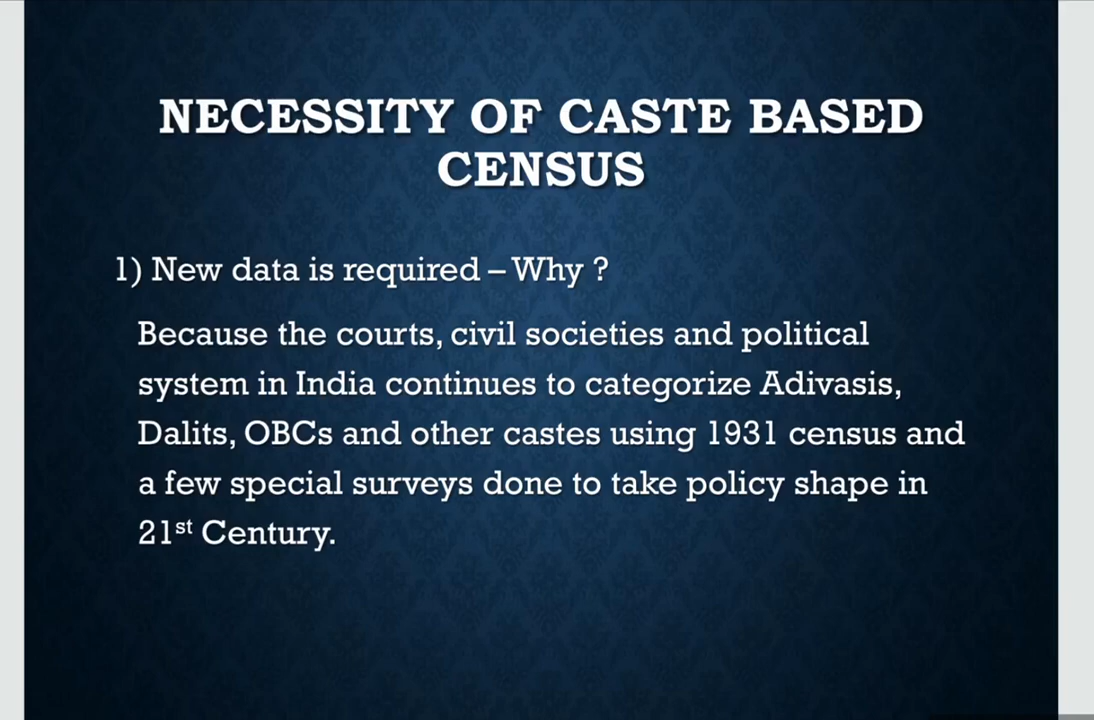 NECESSITY OF CASTE BASED
CENSUS
1) New data is required – Why ?
Because the courts, civil societies and political
system in India continues to categorize Adivasis,
Dalits, OBCs and other castes using 1931 census and
a few special surveys done to take policy shape in
21st Century.